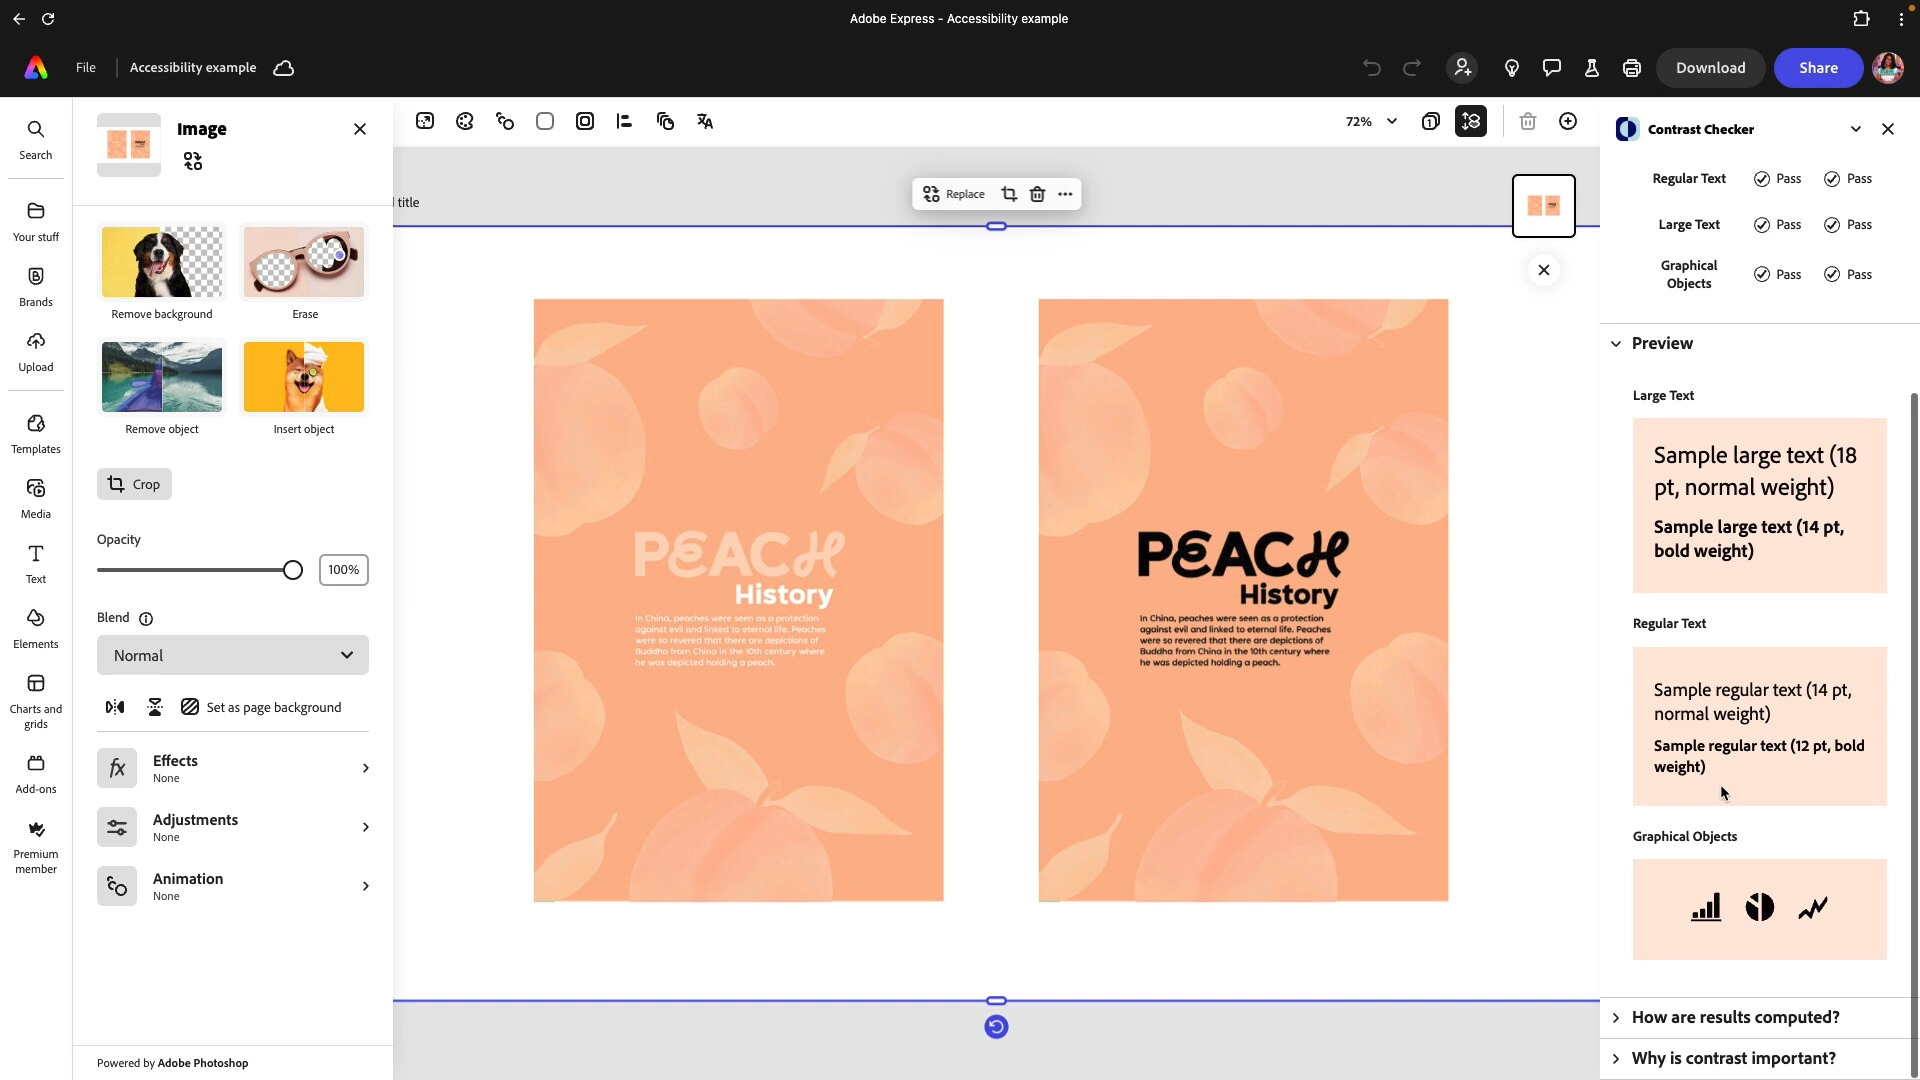 Adobe Express - Accessibility example
File
Accessibility example
Download
Share
Search
Your stuff
Brands
Upload
Templates
Media
Text
Elements
Charts and
grids
Add-ons
Premium
member
Image
Remove background
Erase
Remove object
Insert object
Crop
Opacity
100%
Blend
Normal
Set as page background
Effects
None
Adjustments
None
Animation
None
Powered by Adobe Photoshop
72%
title
Replace
PEACH
History
In China, peaches were seen as a protection
against evil and linked to eternal life. Peaches
were so revered that there are depictions of
Buddha from China in the 10th century where
he was depicted holding a peach.
PEACH
History
In China, peaches were seen as a protection
against evil and linked to eternal life. Peaches
were so revered that there are depictions of
Buddha from China in the 10th century where
he was depicted holding a peach.
Contrast Checker
Regular Text Pass Pass
Large Text Pass Pass
Graphical
Objects Pass Pass
Preview
Large Text
Sample large text (18
pt, normal weight)
Sample large text (14 pt,
bold weight)
Regular Text
Sample regular text (14 pt,
normal weight)
Sample regular text (12 pt, bold
weight)
Graphical Objects
How are results computed?
Why is contrast important?